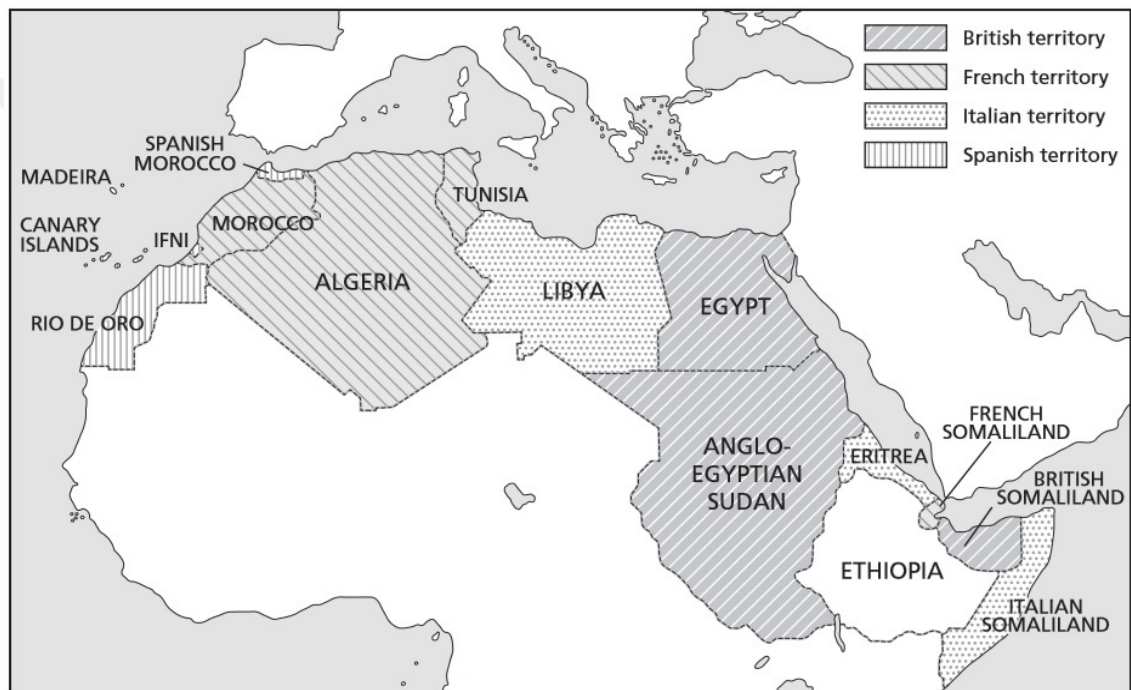 British territory
French territory
Italian territory
Spanish territory
SPANISH
MOROCCO
MADEIRA
TUNISIA
CANARY
ISLANDS
IFNI
MOROCCO
ALGERIA
LIBYA
EGYPT
RIO DE ORO
FRENCH
SOMALILAND
ANGLO-
EGYPTIAN
SUDAN
ERITREA
BRITISH
SOMALILAND
ETHIOPIA
ITALIAN
SOMALILAND